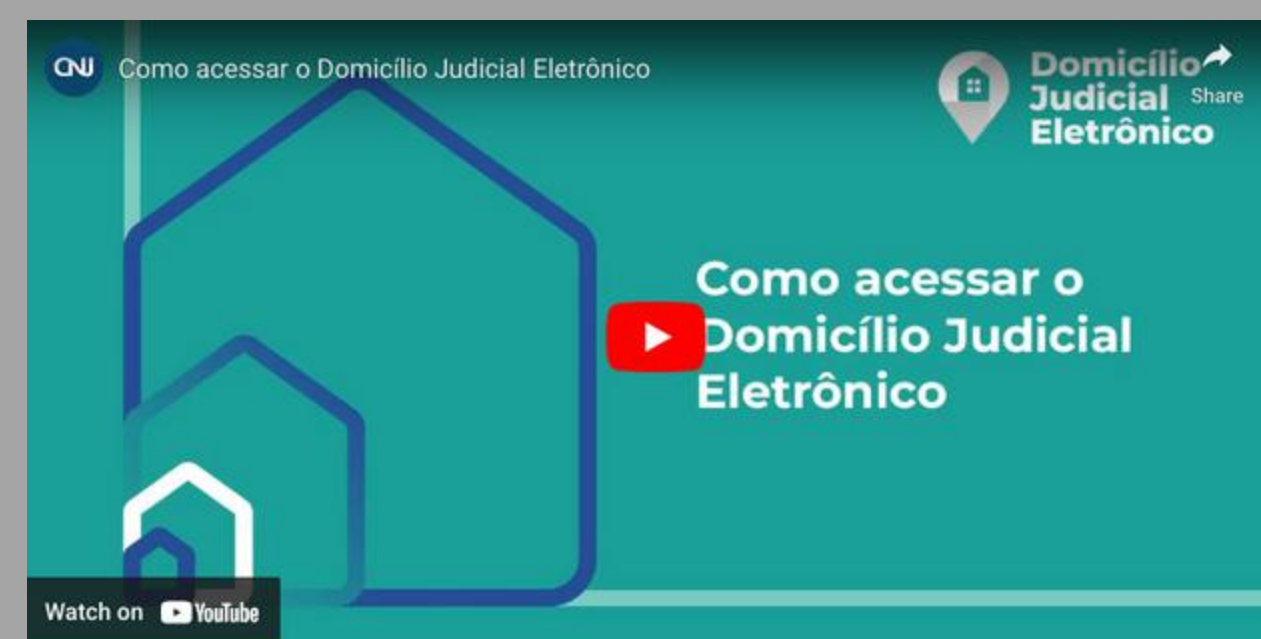 CNJ Como acessar o Domicílio Judicial Eletrônico
Domicílio
Judicial
Eletrônico
Share
Como acessar o
Domicílio Judicial
Eletrônico
Watch on YouTube